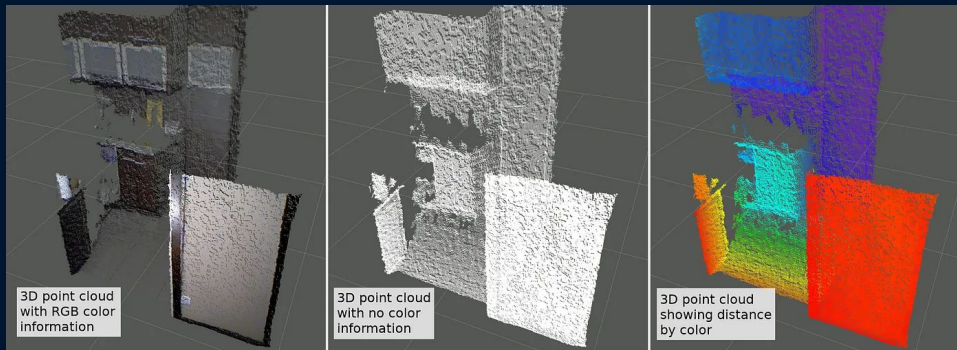 3D point cloud
with RGB color
information
3D point cloud
with no color
information
3D point cloud
showing distance
by color